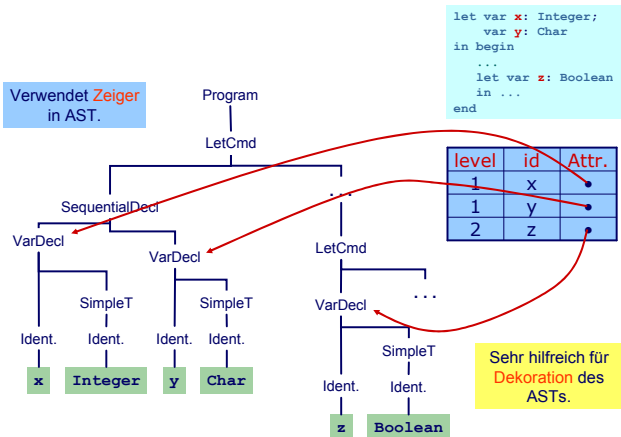 let var x: Integer;
var y: Char
in begin
...
let var z: Boolean
in ...
end
Verwendet Zeiger
in AST.
Program
LetCmd
level id Attr.
1 x
1 y
2 z
SequentialDecl
...
VarDecl
VarDecl
LetCmd
SimpleT
SimpleT
VarDecl
...
Ident. Ident. Ident. Ident.
SimpleT
x Integer y Char
Ident. Ident.
z Boolean
Sehr hilfreich für
Dekoration des
ASTs.